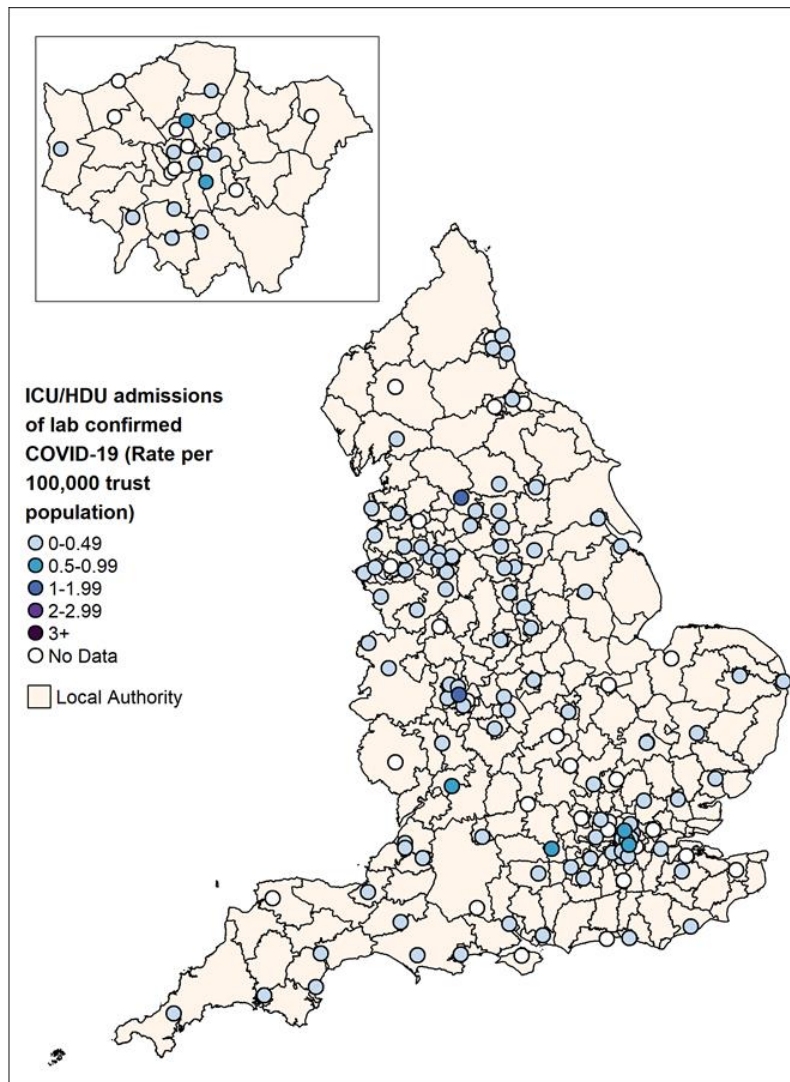 ICU/HDU admissions
of lab confirmed
COVID-19 (Rate per
100,000 trust
population)
0-0.49
0.5-0.99
1-1.99
2-2.99
3+
No Data
Local Authority